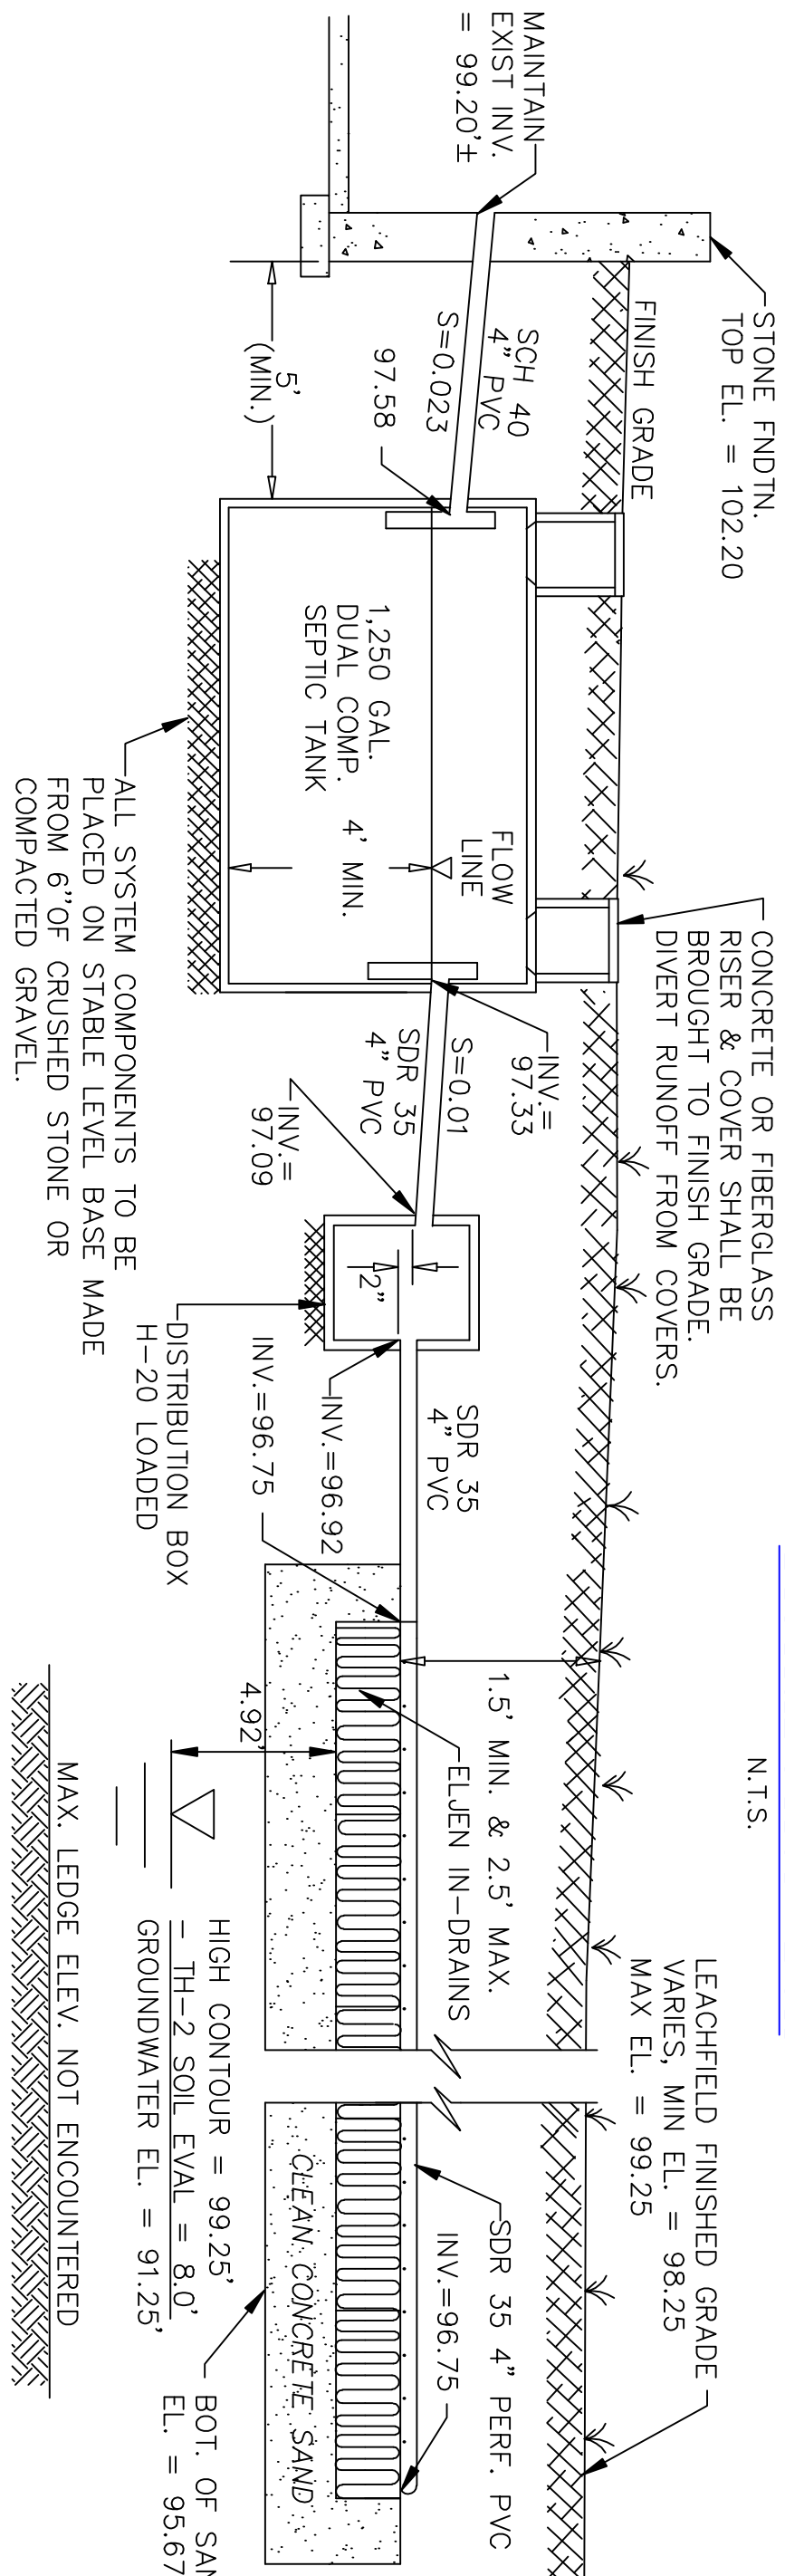 N.T.S.
STONE FNDTN.
TOP EL. = 102.20
FINISH GRADE
MAINTAIN
EXIST INV.
= 99.20'±
SCH 40
4" PVC
S=0.023
97.58
5'
(MIN.)
CONCRETE OR FIBERGLASS
RISER & COVER SHALL BE
BROUGHT TO FINISH GRADE.
DIVERT RUNOFF FROM COVERS.
FLOW
LINE
4' MIN.
1,250 GAL.
DUAL COMP.
SEPTIC TANK
ALL SYSTEM COMPONENTS TO BE
PLACED ON STABLE LEVEL BASE MADE
FROM 6"OF CRUSHED STONE OR
COMPACTED GRAVEL.
INV.=
97.33
S=0.01
SDR 35
4" PVC
INV.=
97.09
2"
DISTRIBUTION BOX
H-20 LOADED
SDR 35
4" PVC
INV.=96.92
INV.=96.75
1.5' MIN. & 2.5' MAX.
ELJEN IN-DRAINS
4.92'
LEACHFIELD FINISHED GRADE
VARIES, MIN EL. = 98.25
MAX EL. = 99.25
SDR 35 4" PERF. PVC
INV.=96.75
CLEAN CONCRETE SAND
HIGH CONTOUR = 99.25'
- TH-2 SOIL EVAL = 8.0'
GROUNDWATER EL. = 91.25'
BOT. OF
EL. = 95.67
MAX. LEDGE ELEV. NOT ENCOUNTERED